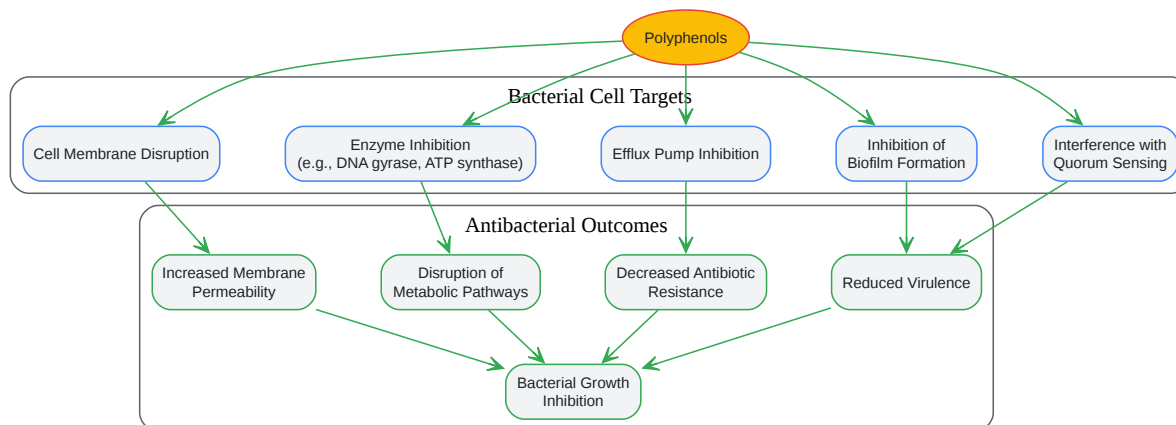 Polyphenols
Bacterial Cell Targets
Cell Membrane Disruption
Enzyme Inhibition
(e.g., DNA gyrase, ATP synthase)
Efflux Pump Inhibition
Inhibition of
Biofilm Formation
Interference with
Quorum Sensing
Antibacterial Outcomes
Increased Membrane
Permeability
Disruption of
Metabolic Pathways
Decreased Antibiotic
Resistance
Reduced Virulence
Bacterial Growth
Inhibition